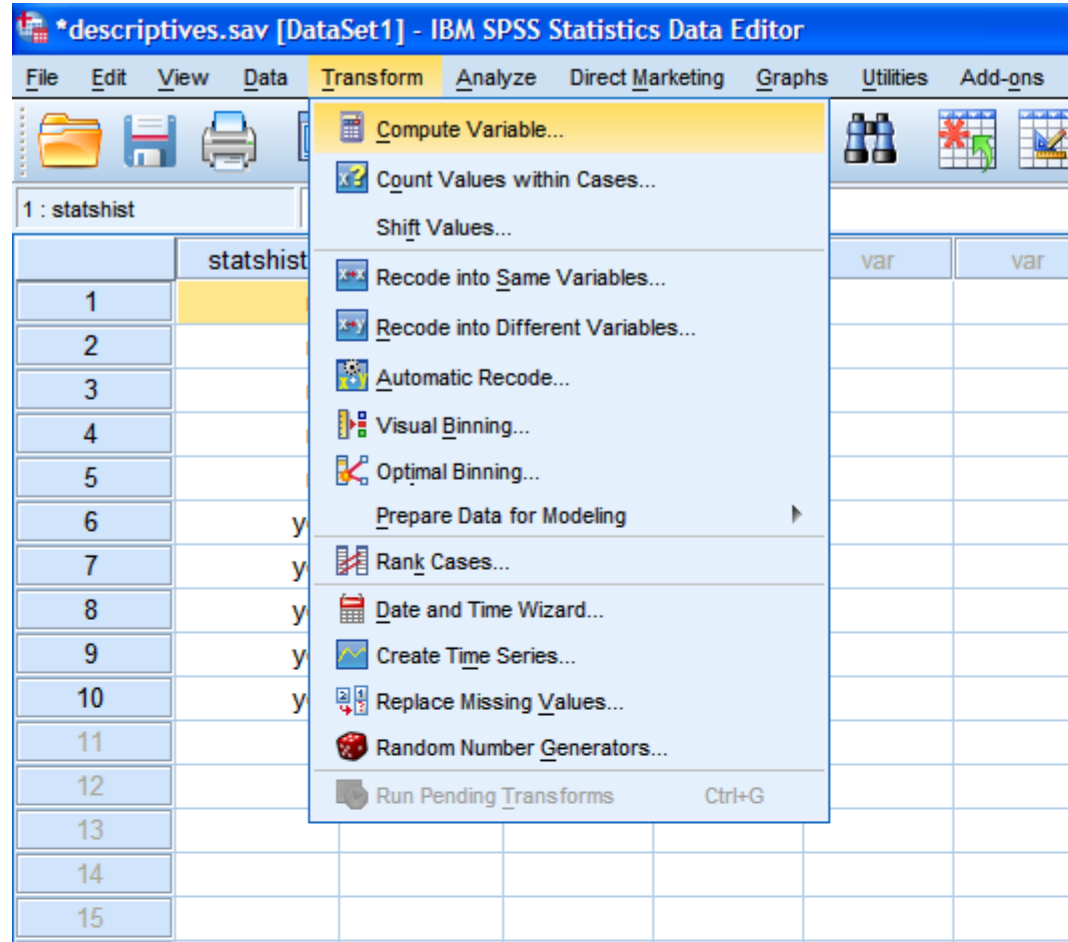 *descriptives.sav [DataSet1] - IBM SPSS Statistics Data Editor
File Edit View Data Transform Analyze Direct Marketing Graphs Utilities Add-ons
Compute Variable...
Count Values within Cases...
1 : statshist
Shift Values...
statshist var var
Recode into Same Variables...
1
Recode into Different Variables...
2
Automatic Recode...
3
Visual Binning...
4
Optimal Binning...
5
Prepare Data for Modeling
6
Rank Cases...
7
Date and Time Wizard...
8
Create Time Series...
9
Replace Missing Values...
10
Random Number Generators...
11
Run Pending Transforms Ctrl+G
12
13
14
15